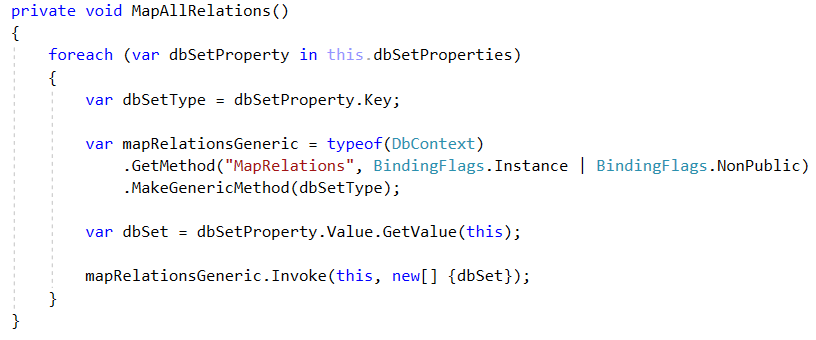 private void MapAllRelations()
{
    foreach (var dbSetProperty in this.dbSetProperties)
    {
        var dbSetType = dbSetProperty.Key;

        var mapRelationsGeneric = typeof(DbContext)
            .GetMethod("MapRelations", BindingFlags.Instance | BindingFlags.NonPublic)
            .MakeGenericMethod(dbSetType);

        var dbSet = dbSetProperty.Value.GetValue(this);

        mapRelationsGeneric.Invoke(this, new[] {dbSet});
    }
}